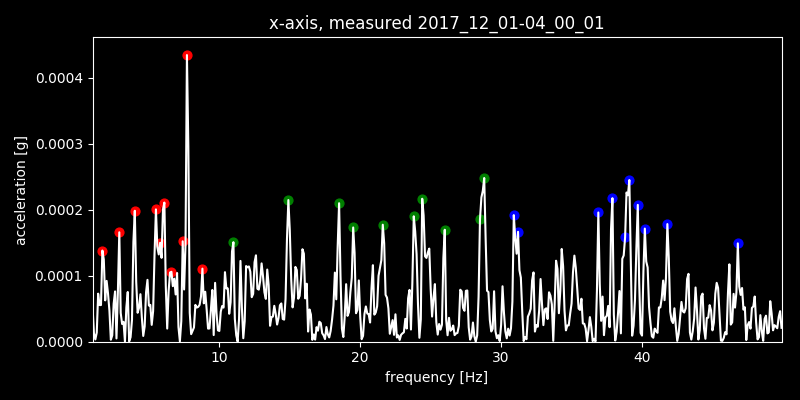 x-axis, measured 2017_12_01-04_00_01
acceleration [g]
0.0004
0.0003
0.0002
0.0001
0.0000
10 20 30 40
frequency [Hz]